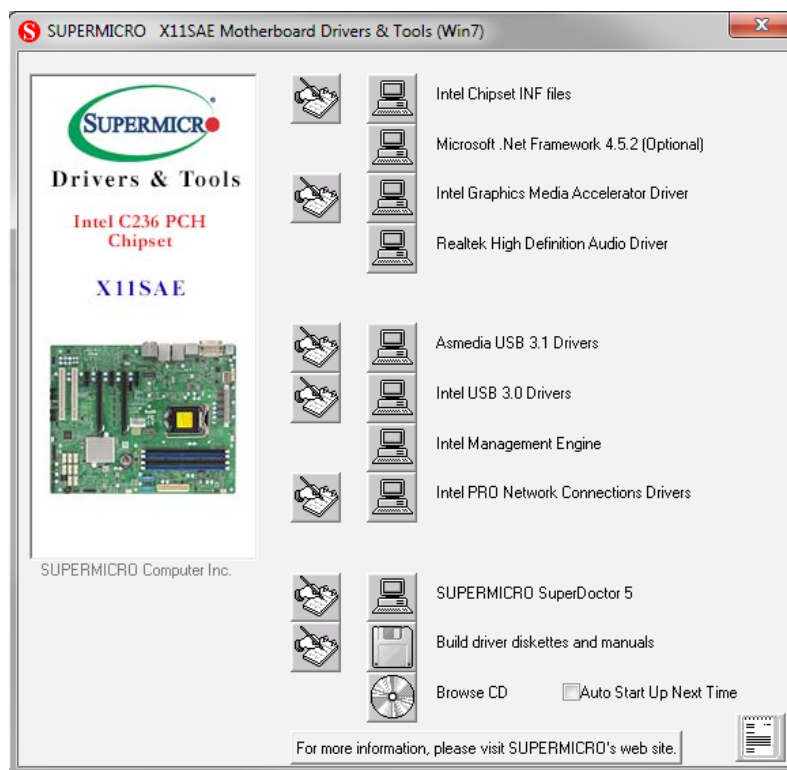 SUPERMICRO X11SAE Motherboard Drivers & Tools (Win7)
SUPERMICR
Drivers & Tools
Intel C236 PCH
Chipset
X11SAE
SUPERMICRO Computer Inc.
Intel Chipset INF files
Microsoft .Net Framework 4.5.2 (Optional)
Intel Graphics Media Accelerator Driver
Realtek High Definition Audio Driver
Asmedia USB 3.1 Drivers
Intel USB 3.0 Drivers
Intel Management Engine
Intel PRO Network Connections Drivers
SUPERMICRO SuperDoctor 5
Build driver diskettes and manuals
Browse CD Auto Start Up Next Time
For more information, please visit SUPERMICRO's web site.